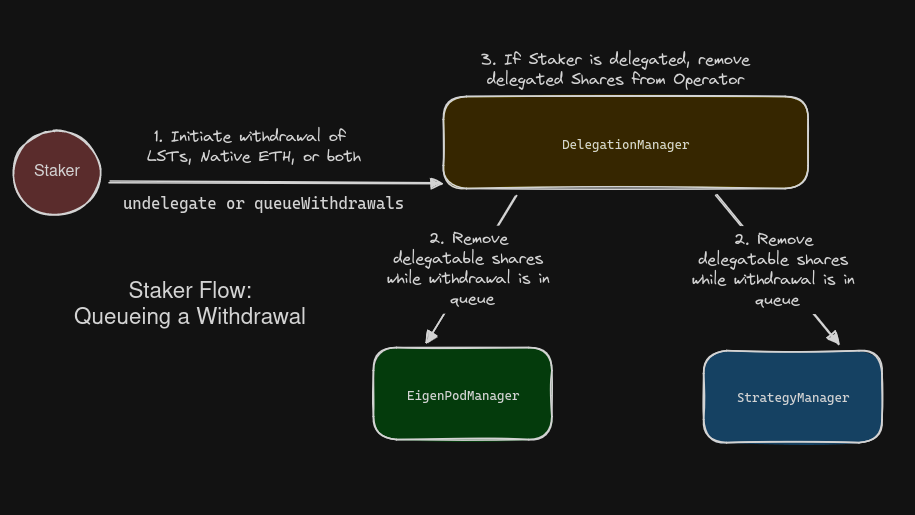 3. If Staker is delegated, remove
delegated Shares from Operator
DelegationManager
1. Initiate withdrawal of
LSTs, Native ETH, or both
Staker
undelegate or queueWithdrawals
2. Remove
delegatable shares
while withdrawal is in
queue
2. Remove
delegatable shares
while withdrawal is in
queue
Staker Flow:
Queueing a Withdrawal
EigenPodManager
StrategyManager